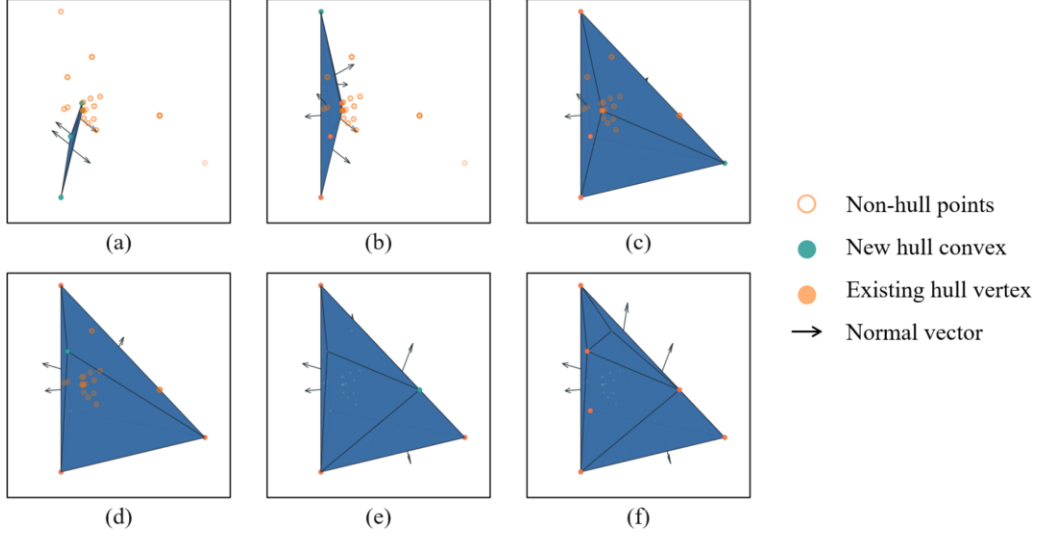 (a)
(b)
(c)
Non-hull points
New hull convex
Existing hull vertex
Normal vector
(d)
(e)
(f)